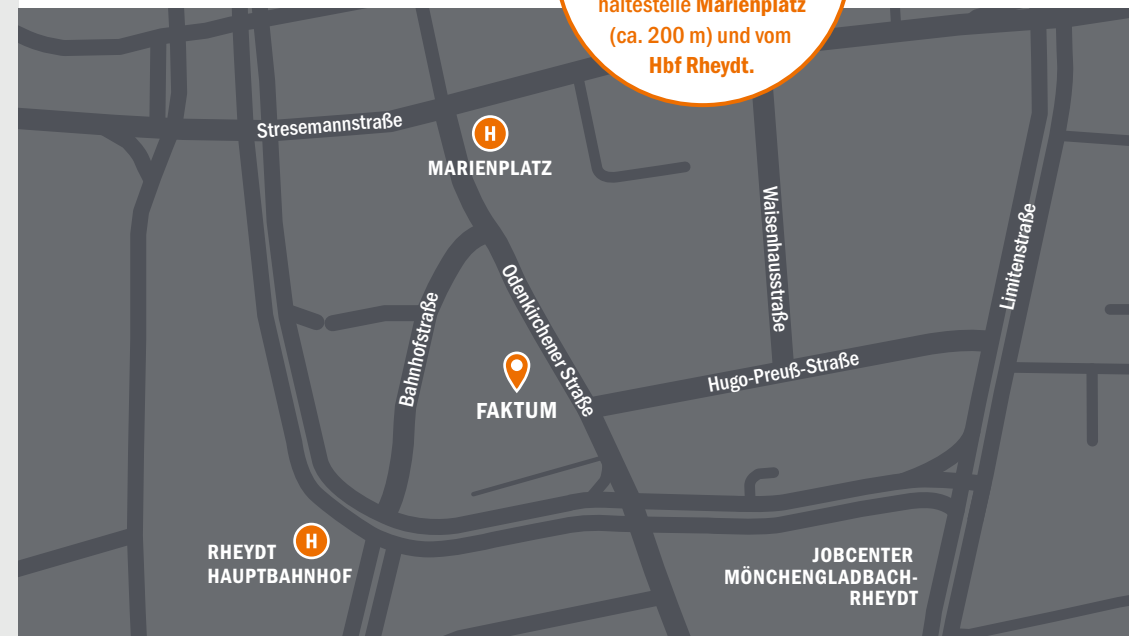 haltestelle Marienplatz
(ca. 200 m) und vom
Hbf Rheydt.
Stresemannstraße
H
MARIENPLATZ
Waisenhausstraße
Limitenstraße
Odenkirchener Straße
Bahnhofstraße
Hugo-Preuß-Straße
FAKTUM
H
RHEYDT
HAUPTBAHNHOF
JOBCENTER
MÖNCHENGLADBACH-
RHEYDT